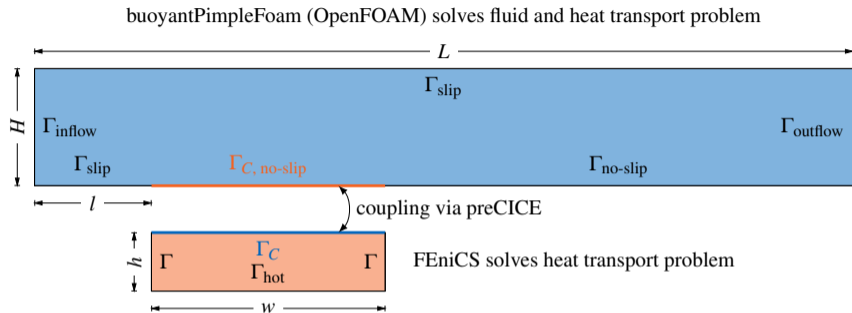 buoyantPimpleFoam (OpenFOAM) solves fluid and heat transport problem
L
Γslip
H
Γinflow
Γoutflow
Γslip
ΓC, no-slip
Γno-slip
l
coupling via preCICE
h
Γ
ΓC
Γhot
Γ
FEniCS solves heat transport problem
w